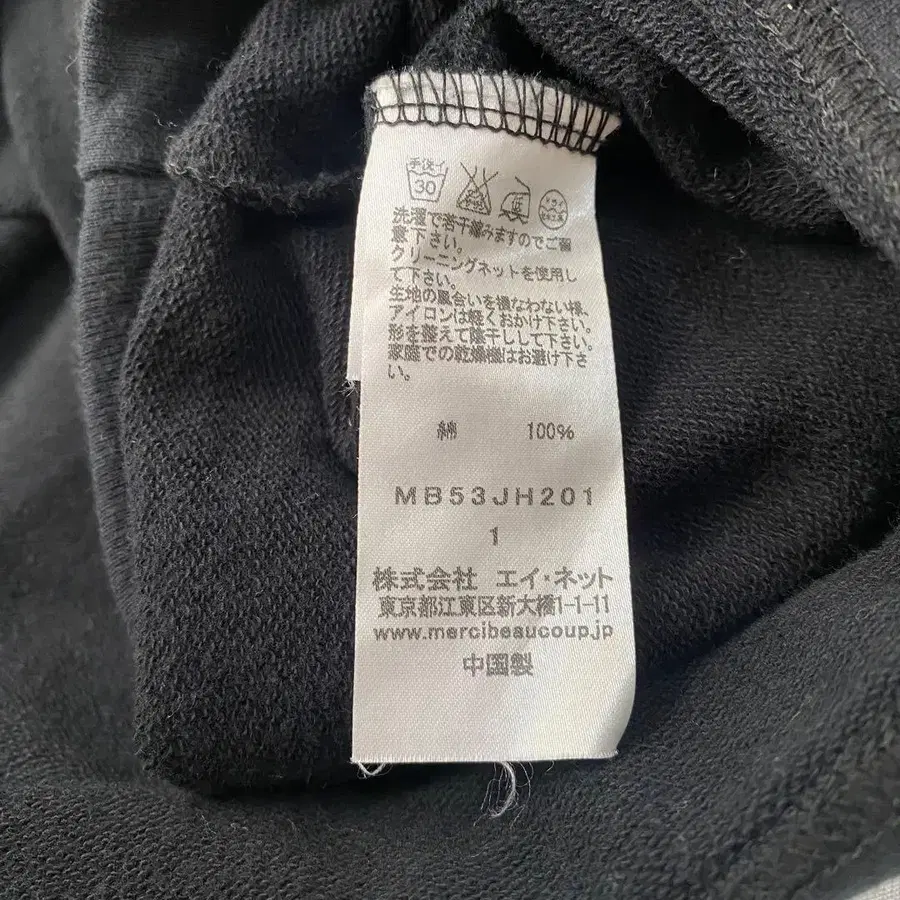 手洗イ
30
洗濯で若干縮みますのでご留
意下さい。
クリーニングネットを使用し
て下さい。
生地の風合いを損なわない様、
アイロンは軽くおかけ下さい。
形を整えて陰干しして下さい。
家庭での乾燥機はお避け下さ
い。
綿 100%
MB53JH201
1
株式会社 エイ・ネット
東京都江東区新大橋1-1-11
www.mercibeaucoup.jp
中国製